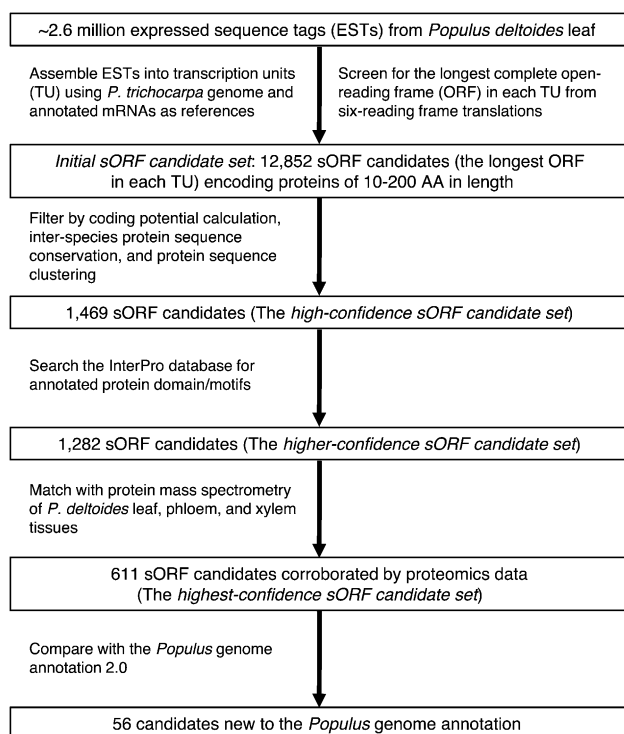 ~2.6 million expressed sequence tags (ESTs) from Populus deltoides leaf
Assemble ESTs into transcription units
(TU) using P. trichocarpa genome and
annotated mRNAs as references
Screen for the longest complete open-
reading frame (ORF) in each TU from
six-reading frame translations
Initial sORF candidate set: 12,852 sORF candidates (the longest ORF
in each TU) encoding proteins of 10-200 AA in length
Filter by coding potential calculation,
inter-species protein sequence
conservation, and protein sequence
clustering
1,469 sORF candidates (The high-confidence sORF candidate set)
Search the InterPro database for
annotated protein domain/motifs
1,282 sORF candidates (The higher-confidence sORF candidate set)
Match with protein mass spectrometry
of P. deltoides leaf, phloem, and xylem
tissues
611 sORF candidates corroborated by proteomics data
(The highest-confidence sORF candidate set)
Compare with the Populus genome
annotation 2.0
56 candidates new to the Populus genome annotation